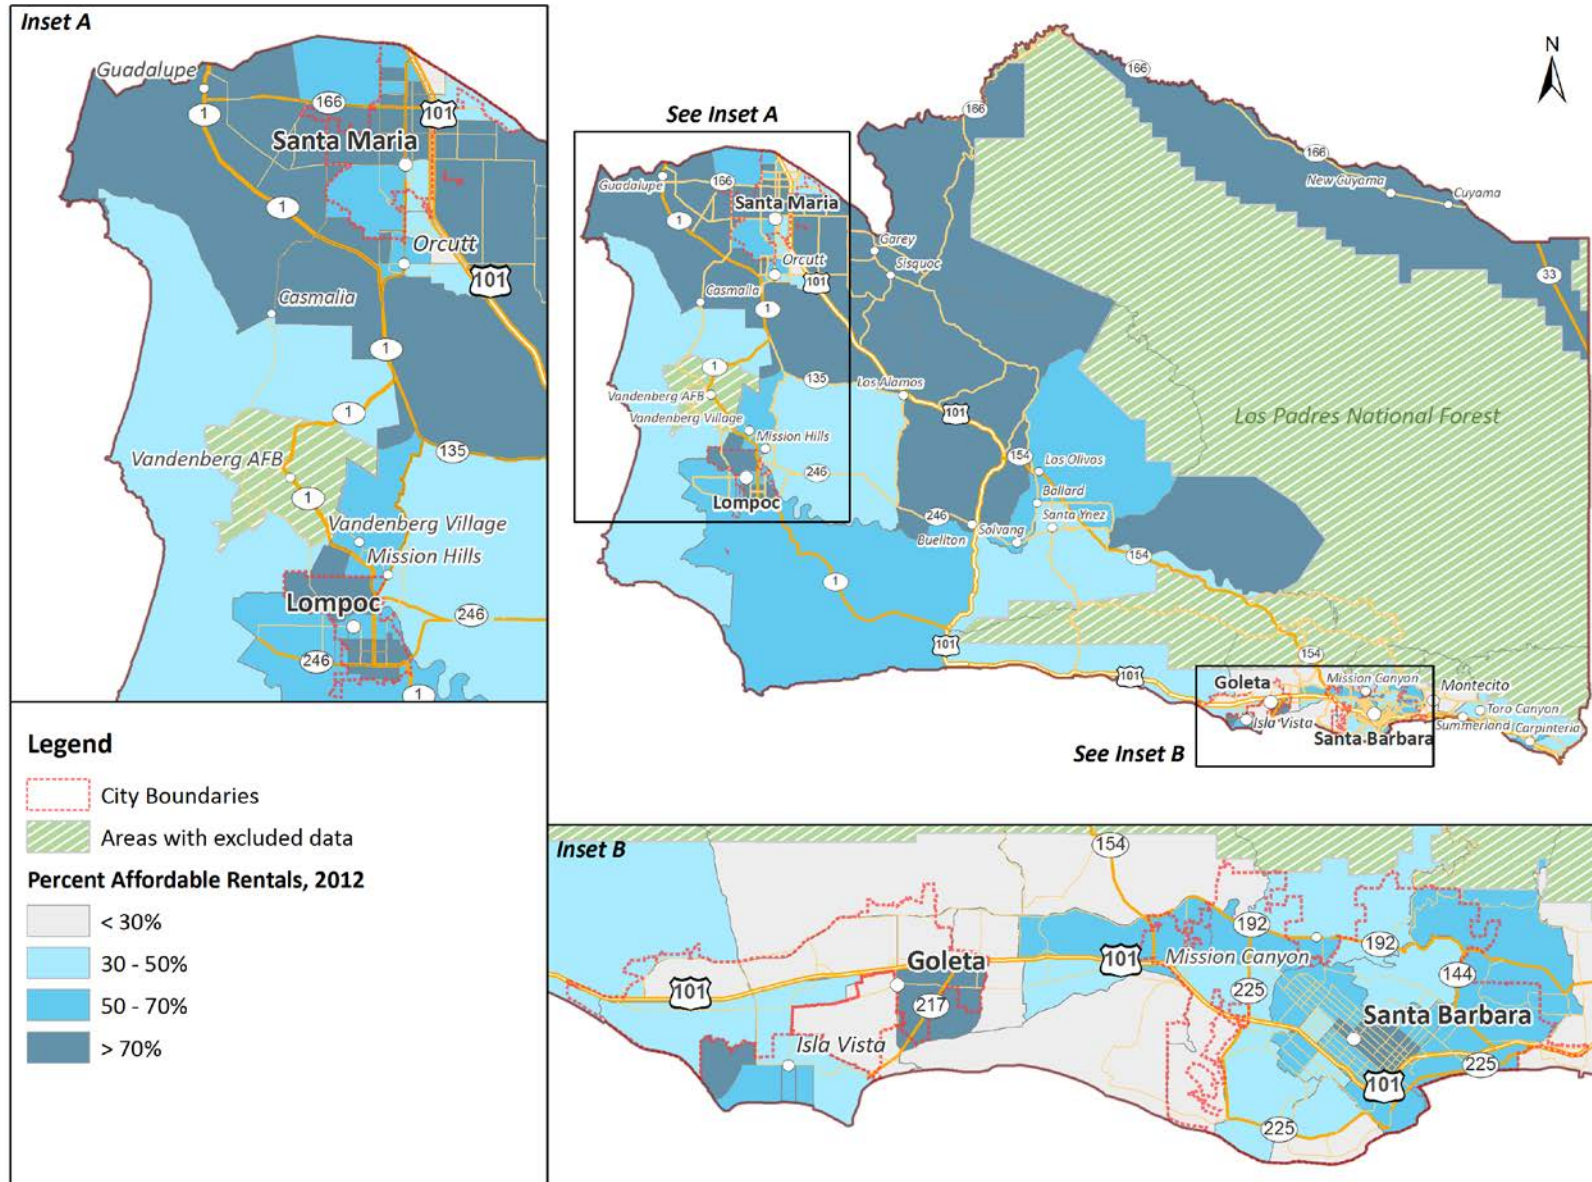 Inset A
Guadalupe
1
166
101
Santa Maria
1
Orcutt
101
Casmalia
1
1
135
Vandenberg AFB
1
Vandenberg Village
Mission Hills
Lompoc
246
246
1
Legend
City Boundaries
Areas with excluded data
Percent Affordable Rentals, 2012
< 30%
30 - 50%
50 - 70%
> 70%
N
See Inset A
166
166
166
New Cuyama
Cuyama
33
Guadalupe
166
Santa Maria
1
Garey
Sisquoc
Orcutt
101
Casmalia
1
1
135
Los Alamos
Vandenberg AFB
101
Vandenberg Village
Mission Hills
Los Padres National Forest
154
Los Olivos
246
Lompoc
Ballard
Santa Ynez
246
Solvang
Buellton
154
1
101
154
101
Goleta
Mission Canyon
Montecito
Isla Vista
Toro Canyon
Summerland
Santa Barbara
Carpinteria
See Inset B
Inset B
154
192
192
Goleta
101
Mission Canyon
144
101
217
225
Santa Barbara
Isla Vista
225
101
225